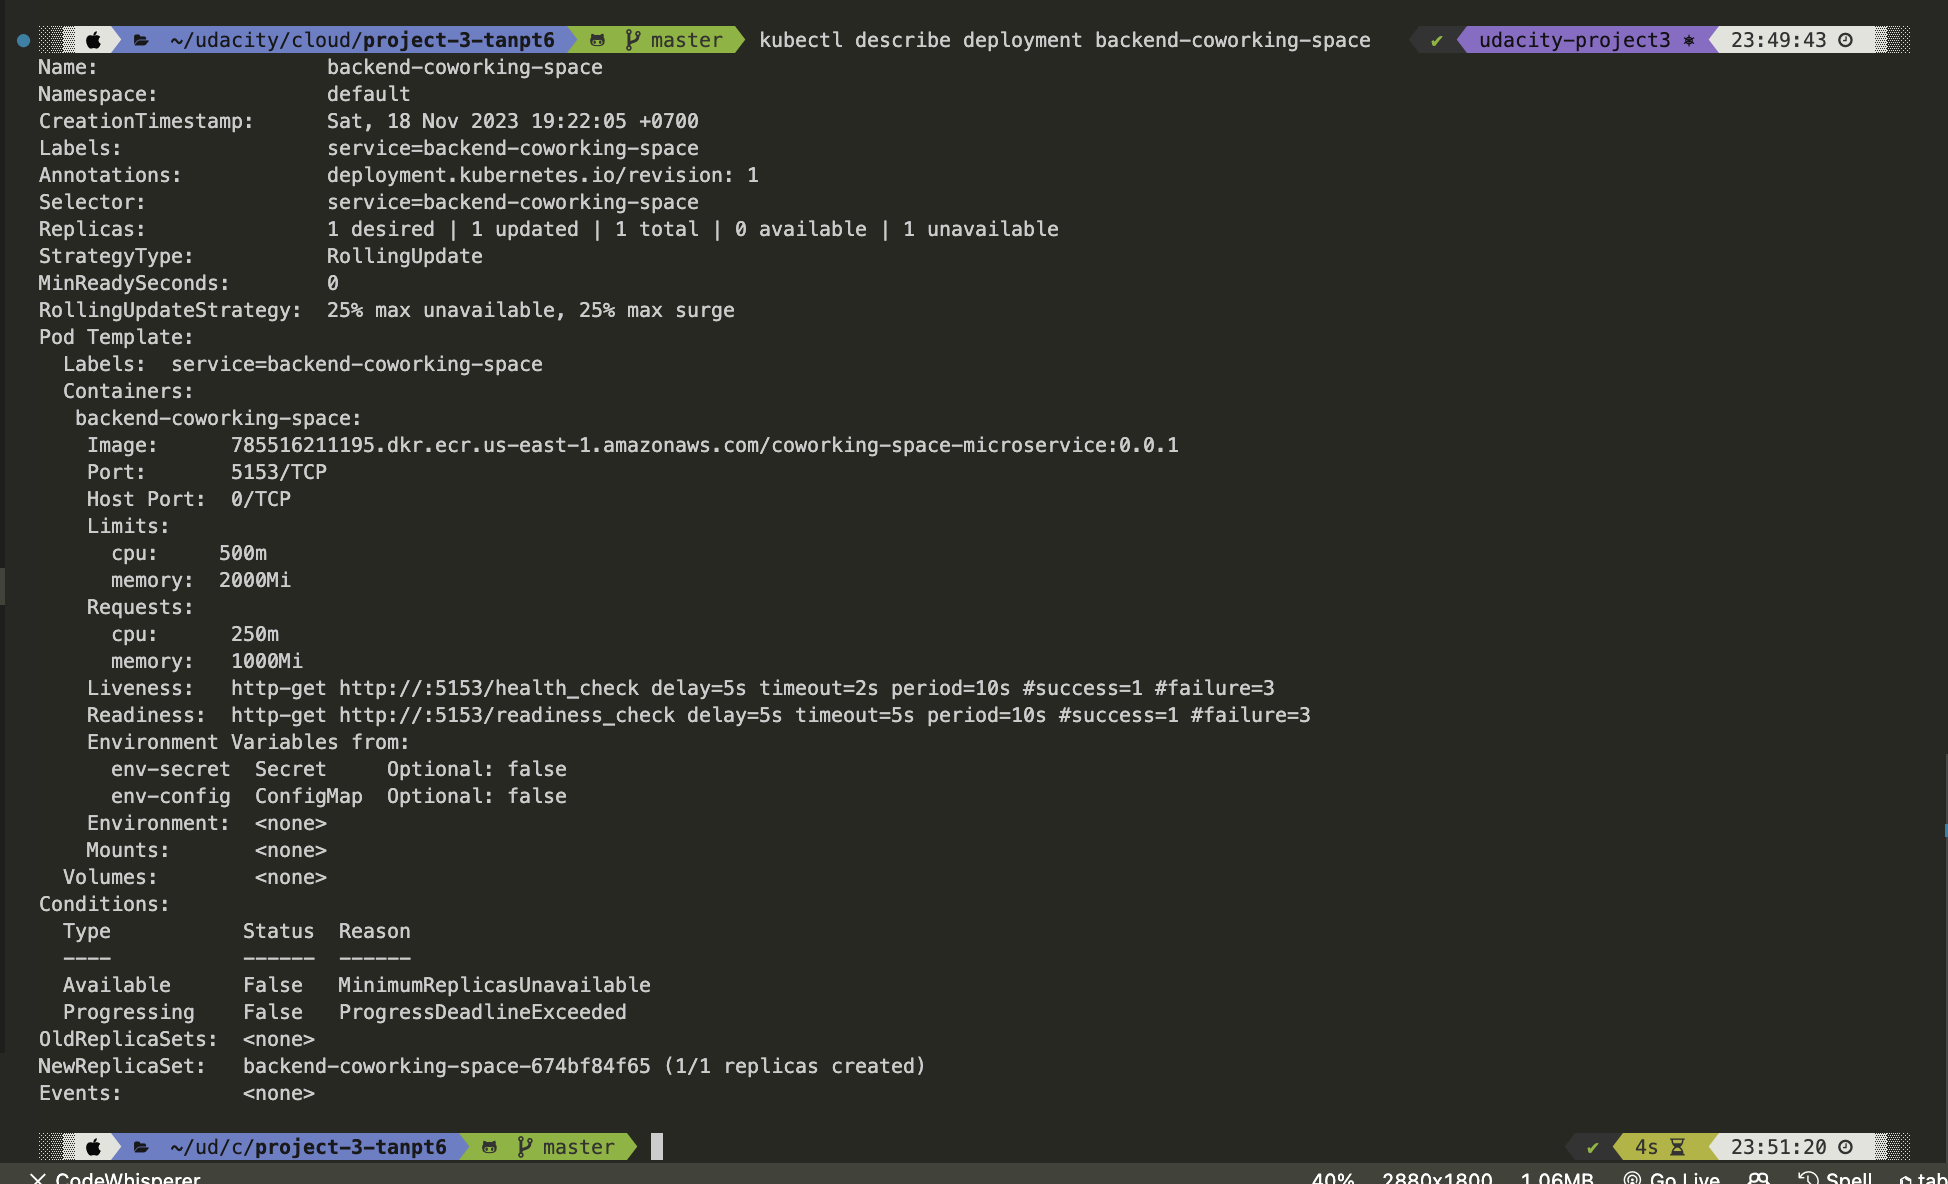 ~/udacity/cloud/project-3-tanpt6 master kubectl describe deployment backend-coworking-space ✔ udacity-project3 23:49:43
Name: backend-coworking-space
Namespace: default
CreationTimestamp: Sat, 18 Nov 2023 19:22:05 +0700
Labels: service=backend-coworking-space
Annotations: deployment.kubernetes.io/revision: 1
Selector: service=backend-coworking-space
Replicas: 1 desired | 1 updated | 1 total | 0 available | 1 unavailable
StrategyType: RollingUpdate
MinReadySeconds: 0
RollingUpdateStrategy: 25% max unavailable, 25% max surge
Pod Template:
Labels: service=backend-coworking-space
Containers:
backend-coworking-space:
Image: 785516211195.dkr.ecr.us-east-1.amazonaws.com/coworking-space-microservice:0.0.1
Port: 5153/TCP
Host Port: 0/TCP
Limits:
cpu: 500m
memory: 2000Mi
Requests:
cpu: 250m
memory: 1000Mi
Liveness: http-get http://:5153/health_check delay=5s timeout=2s period=10s #success=1 #failure=3
Readiness: http-get http://:5153/readiness_check delay=5s timeout=5s period=10s #success=1 #failure=3
Environment Variables from:
env-secret Secret Optional: false
env-config ConfigMap Optional: false
Environment: <none>
Mounts: <none>
Volumes: <none>
Conditions:
Type Status Reason
---- ------ ------
Available False MinimumReplicasUnavailable
Progressing False ProgressDeadlineExceeded
OldReplicaSets: <none>
NewReplicaSet: backend-coworking-space-674bf84f65 (1/1 replicas created)
Events: <none>
~/ud/c/project-3-tanpt6 master ✔ 4s 23:51:20
CodeWhisperer 40% 2880x1800 1.06MB Go Live Spell tab